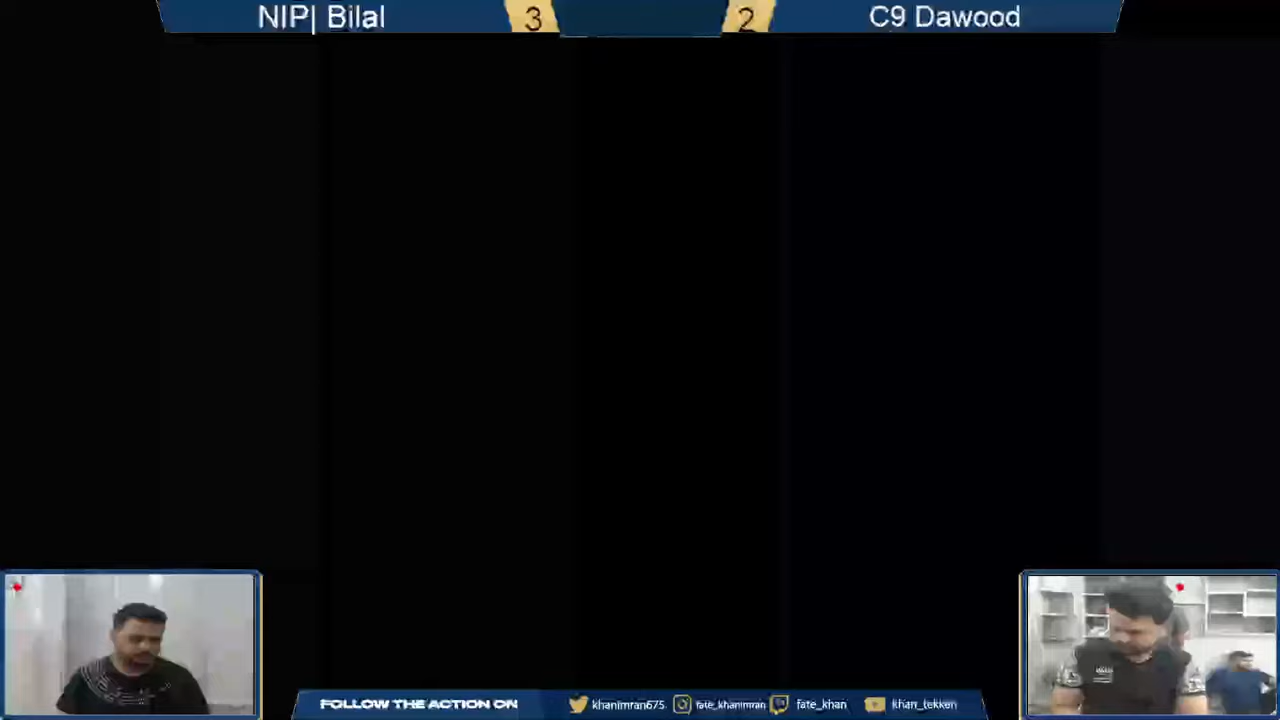 NIP| Bilal 3 2 C9 Dawood
FOLLOW THE ACTION ON khanimran675 fate_khanimran fate_khan khan_tekken